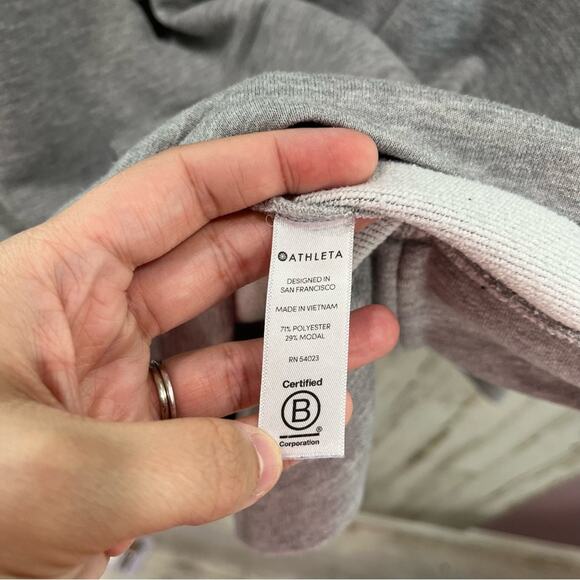 ATHLETA
DESIGNED IN
SAN FRANCISCO
MADE IN VIETNAM
71% POLYESTER
29% MODAL
RN 54023
Certified
B
®
Corporation